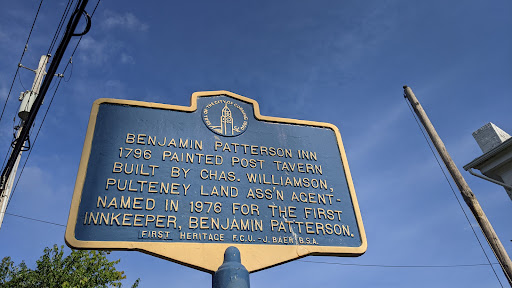 BENJAMIN PATTERSON INN
1796 PAINTED POST TAVERN
BUILT BY CHAS. WILLIAMSON,
PULTENEY LAND ASS'N AGENT-
NAMED IN 1976 FOR THE FIRST
INNKEEPER, BENJAMIN PATTERSON.
FIRST HERITAGE F.C.U.-J. BAER B.S.A.